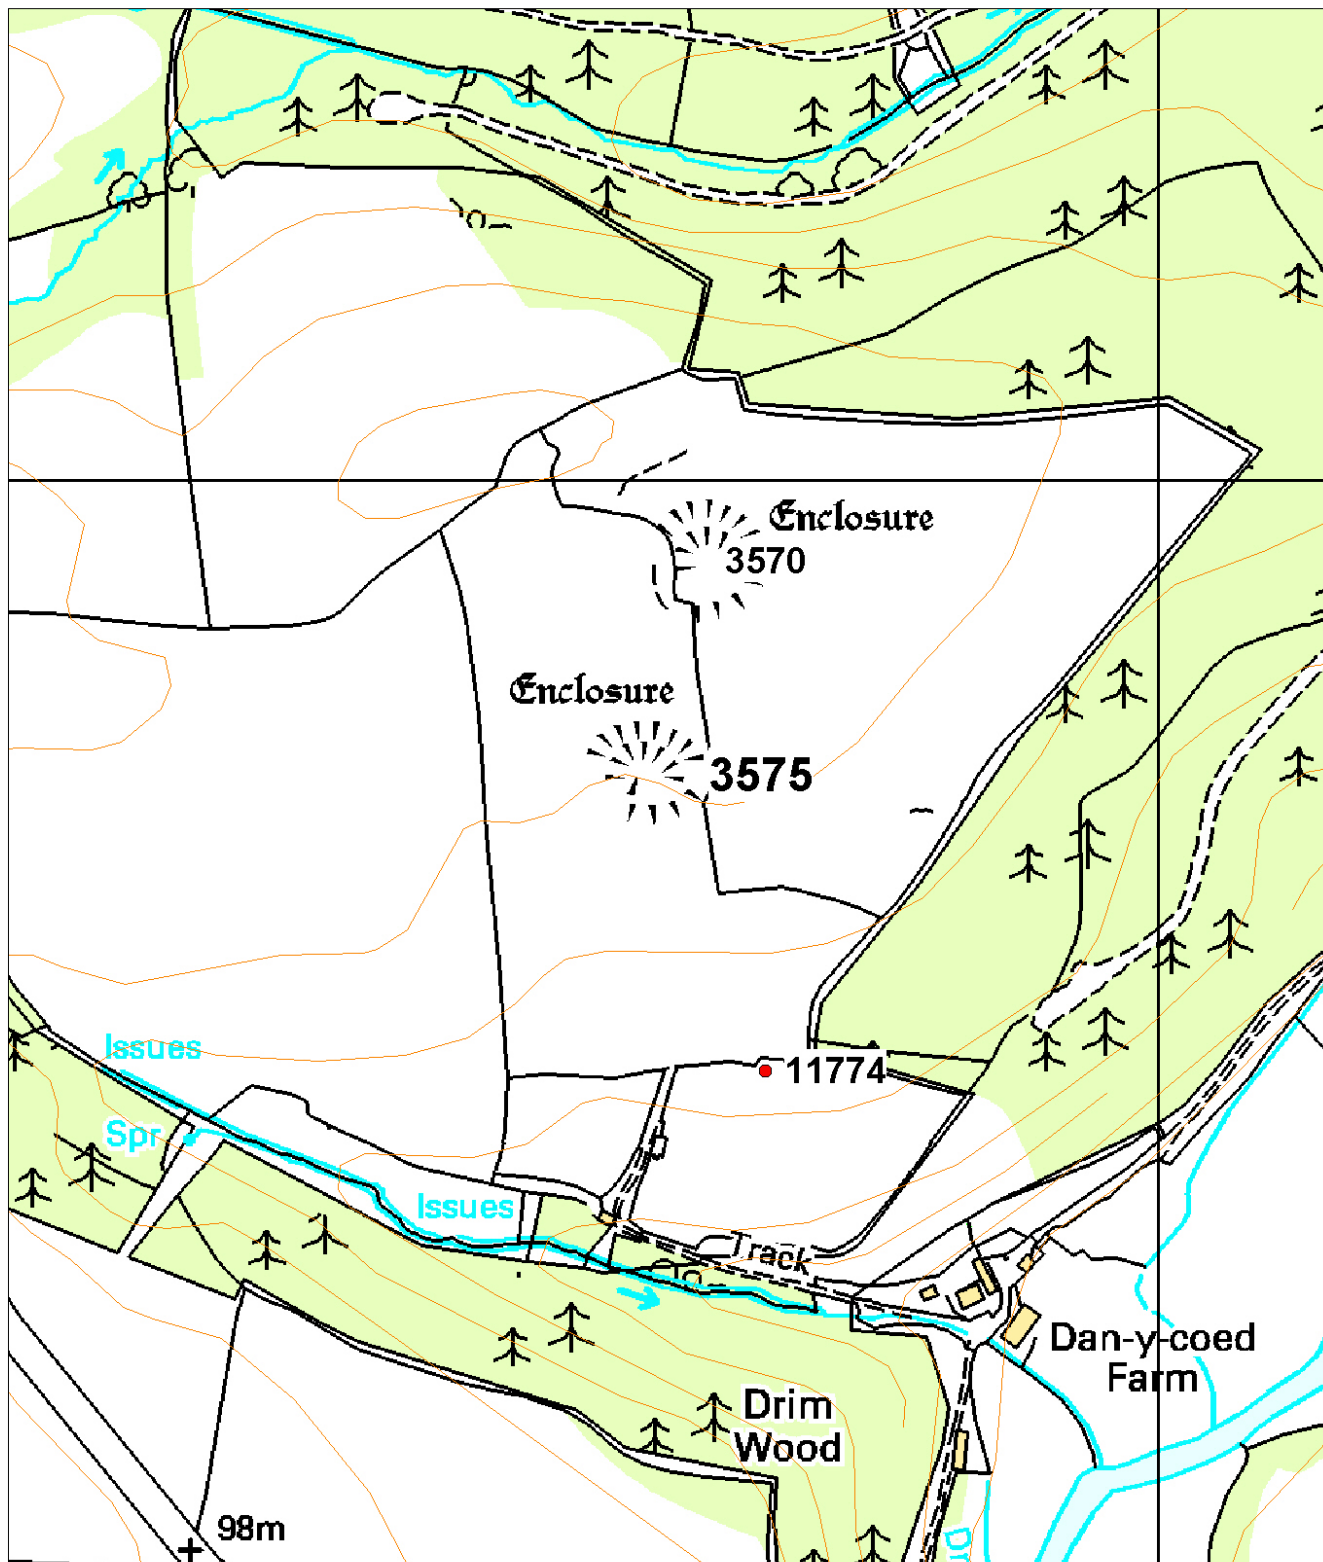 Enclosure
3570
Enclosure
3575
Issues
11774
Spr
Issues
Track
Dan-y-coed
Farm
Drim
Wood
98m